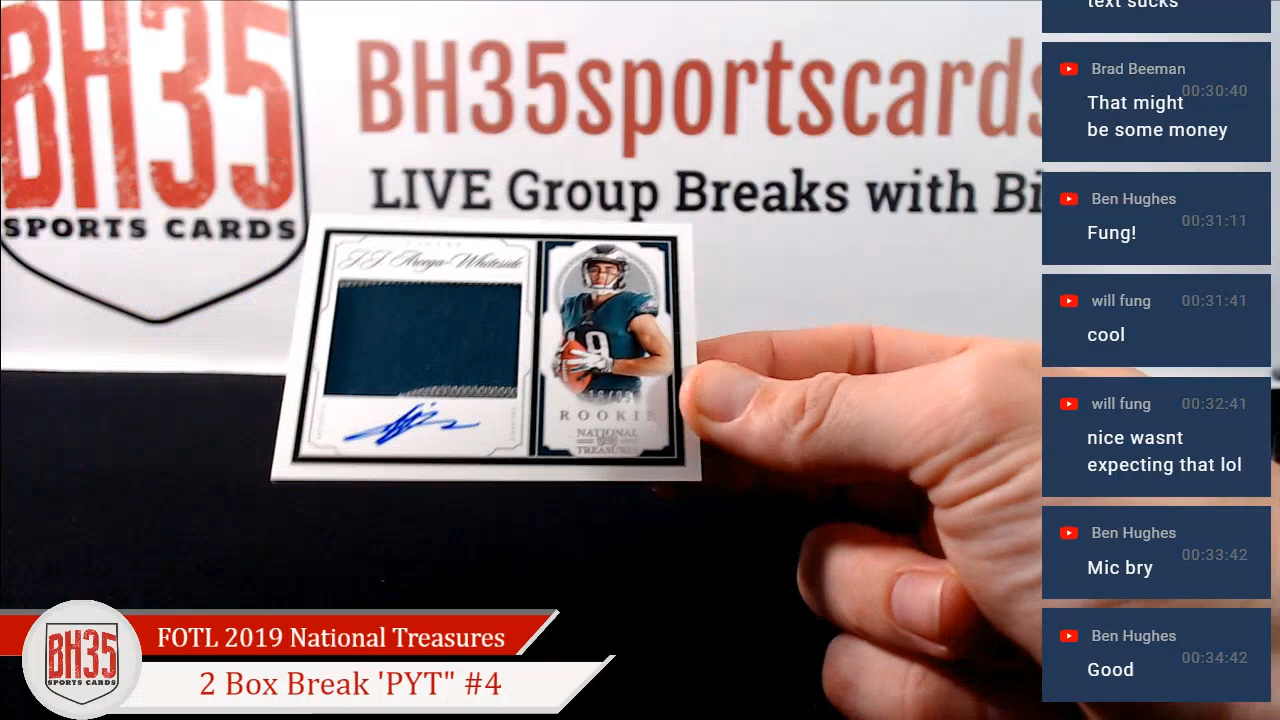 BH35
SPORTS CARDS
BH35sportscards
LIVE Group Breaks with Bi
J.J. Arcega-Whiteside
19
ROOKIE
NATIONAL
TREASURES
FOTL 2019 National Treasures
2 Box Break 'PYT" #4
BH35
SPORTS CARDS
text sucks
Brad Beeman
00:30:40
That might
be some money
Ben Hughes
00:31:11
Fung!
will fung
00:31:41
cool
will fung
00:32:41
nice wasnt
expecting that lol
Ben Hughes
00:33:42
Mic bry
Ben Hughes
00:34:42
Good